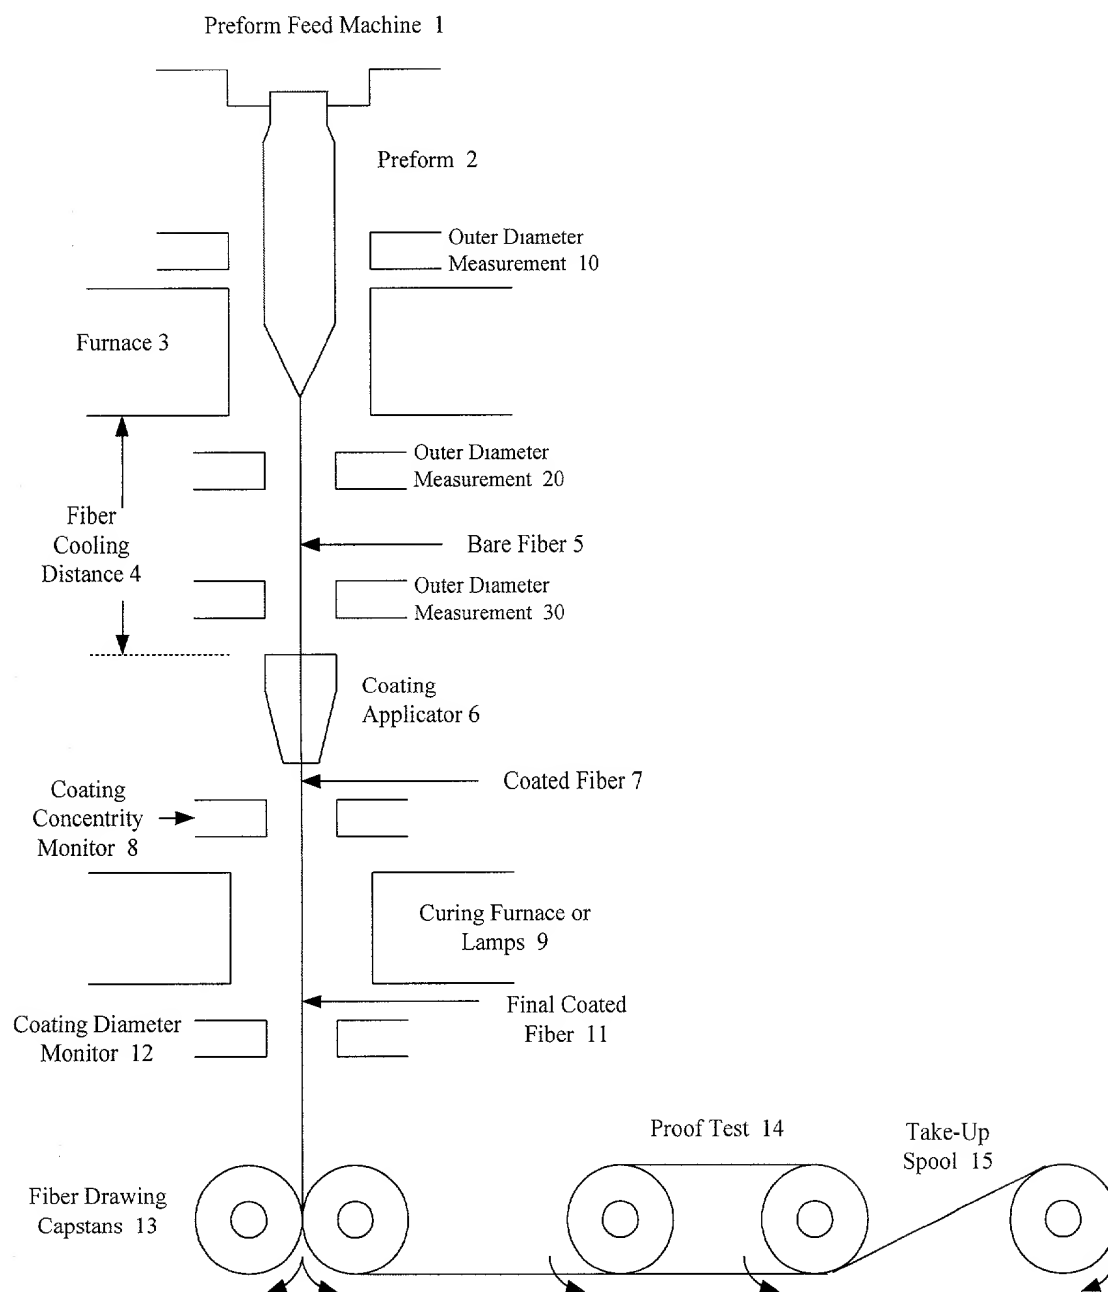 Preform Feed Machine 1
Preform 2
Outer Diameter
Measurement 10
Furnace 3
Outer Diameter
Measurement 20
Fiber
Cooling
Distance 4
Bare Fiber 5
Outer Diameter
Measurement 30
Coating
Applicator 6
Coated Fiber 7
Coating
Concentrity
Monitor 8
Curing Furnace or
Lamps 9
Final Coated
Fiber 11
Coating Diameter
Monitor 12
Proof Test 14
Take-Up
Spool 15
Fiber Drawing
Capstans 13